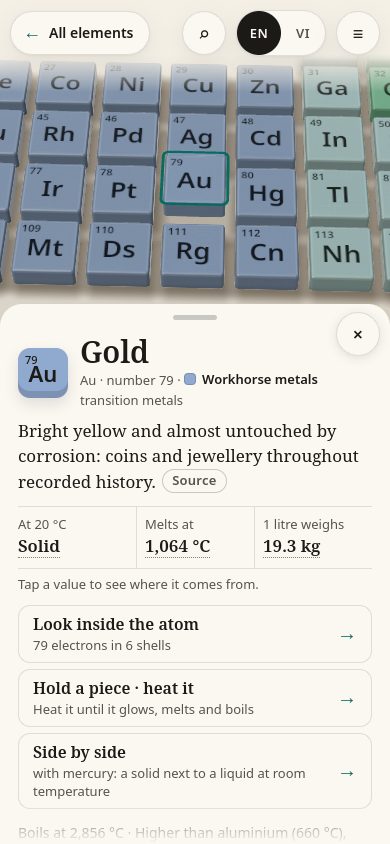 ← All elements
EN VI
27 28 29 30 31 32
Co Ni Cu Zn Ga
45 46 47 48 49 50
Rh Pd Ag Cd In
77 78 79 80 81
Ir Pt Au Hg Tl
109 110 111 112 113
Mt Ds Rg Cn Nh
79
Au
Gold
Au · number 79 · Workhorse metals
transition metals
Bright yellow and almost untouched by
corrosion: coins and jewellery throughout
recorded history. Source
At 20 °C Melts at 1 litre weighs
Solid 1,064 °C 19.3 kg
Tap a value to see where it comes from.
Look inside the atom
79 electrons in 6 shells
→
Hold a piece · heat it
Heat it until it glows, melts and boils
→
Side by side
with mercury: a solid next to a liquid at room
temperature
→
Boils at 2,856 °C · Higher than aluminium (660 °C),